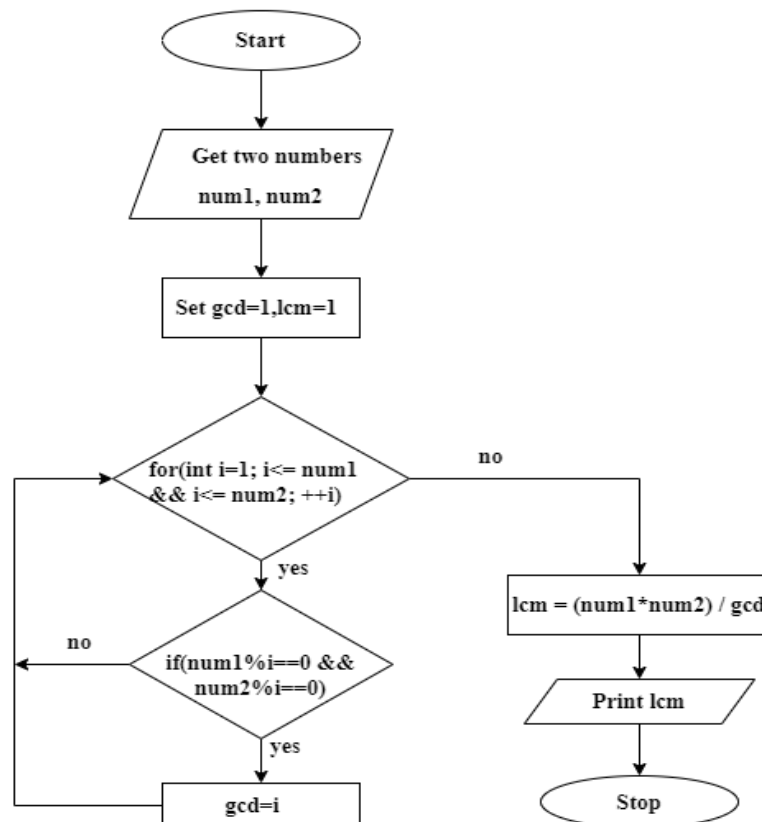 Start
Get two numbers
num1, num2
Set gcd=1,lcm=1
for(int i=1; i<= num1
&& i<= num2; ++i)
no
yes
lcm = (num1*num2) / gcd
no
if(num1%i==0 &&
num2%i==0)
Print lcm
yes
gcd=i
Stop